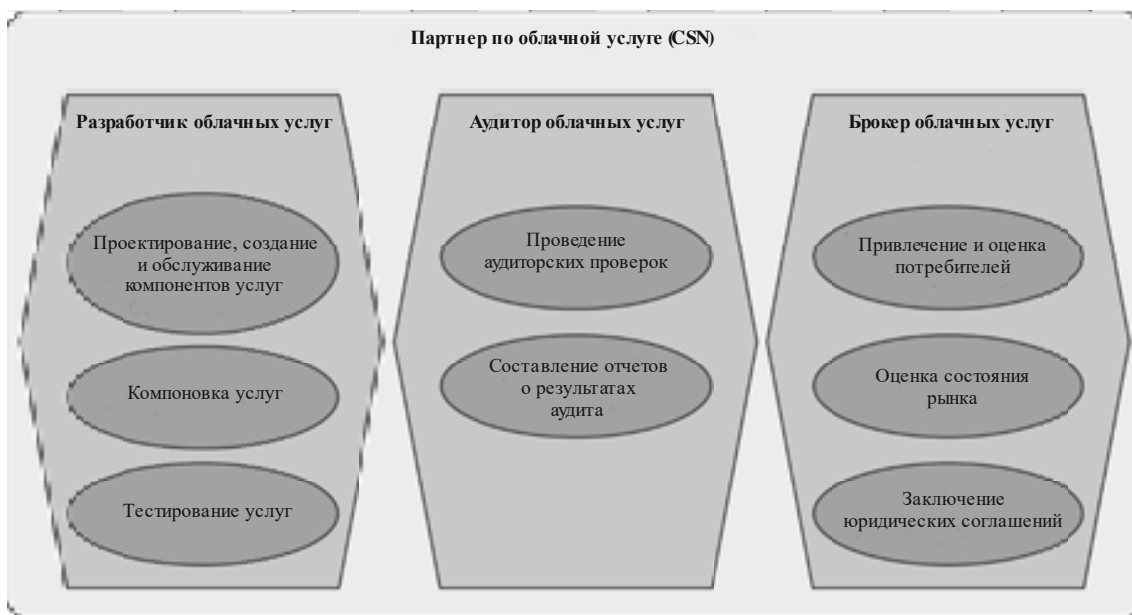 Партнер по облачной услуге (CSN)
Разработчик облачных услуг
Проектирование, создание
и обслуживание
компонентов услуг
Компоновка услуг
Тестирование услуг
Аудитор облачных услуг
Проведение
аудиторских проверок
Составление отчетов
о результатах
аудита
Брокер облачных услуг
Привлечение и оценка
потребителей
Оценка состояния
рынка
Заключение
юридических соглашений